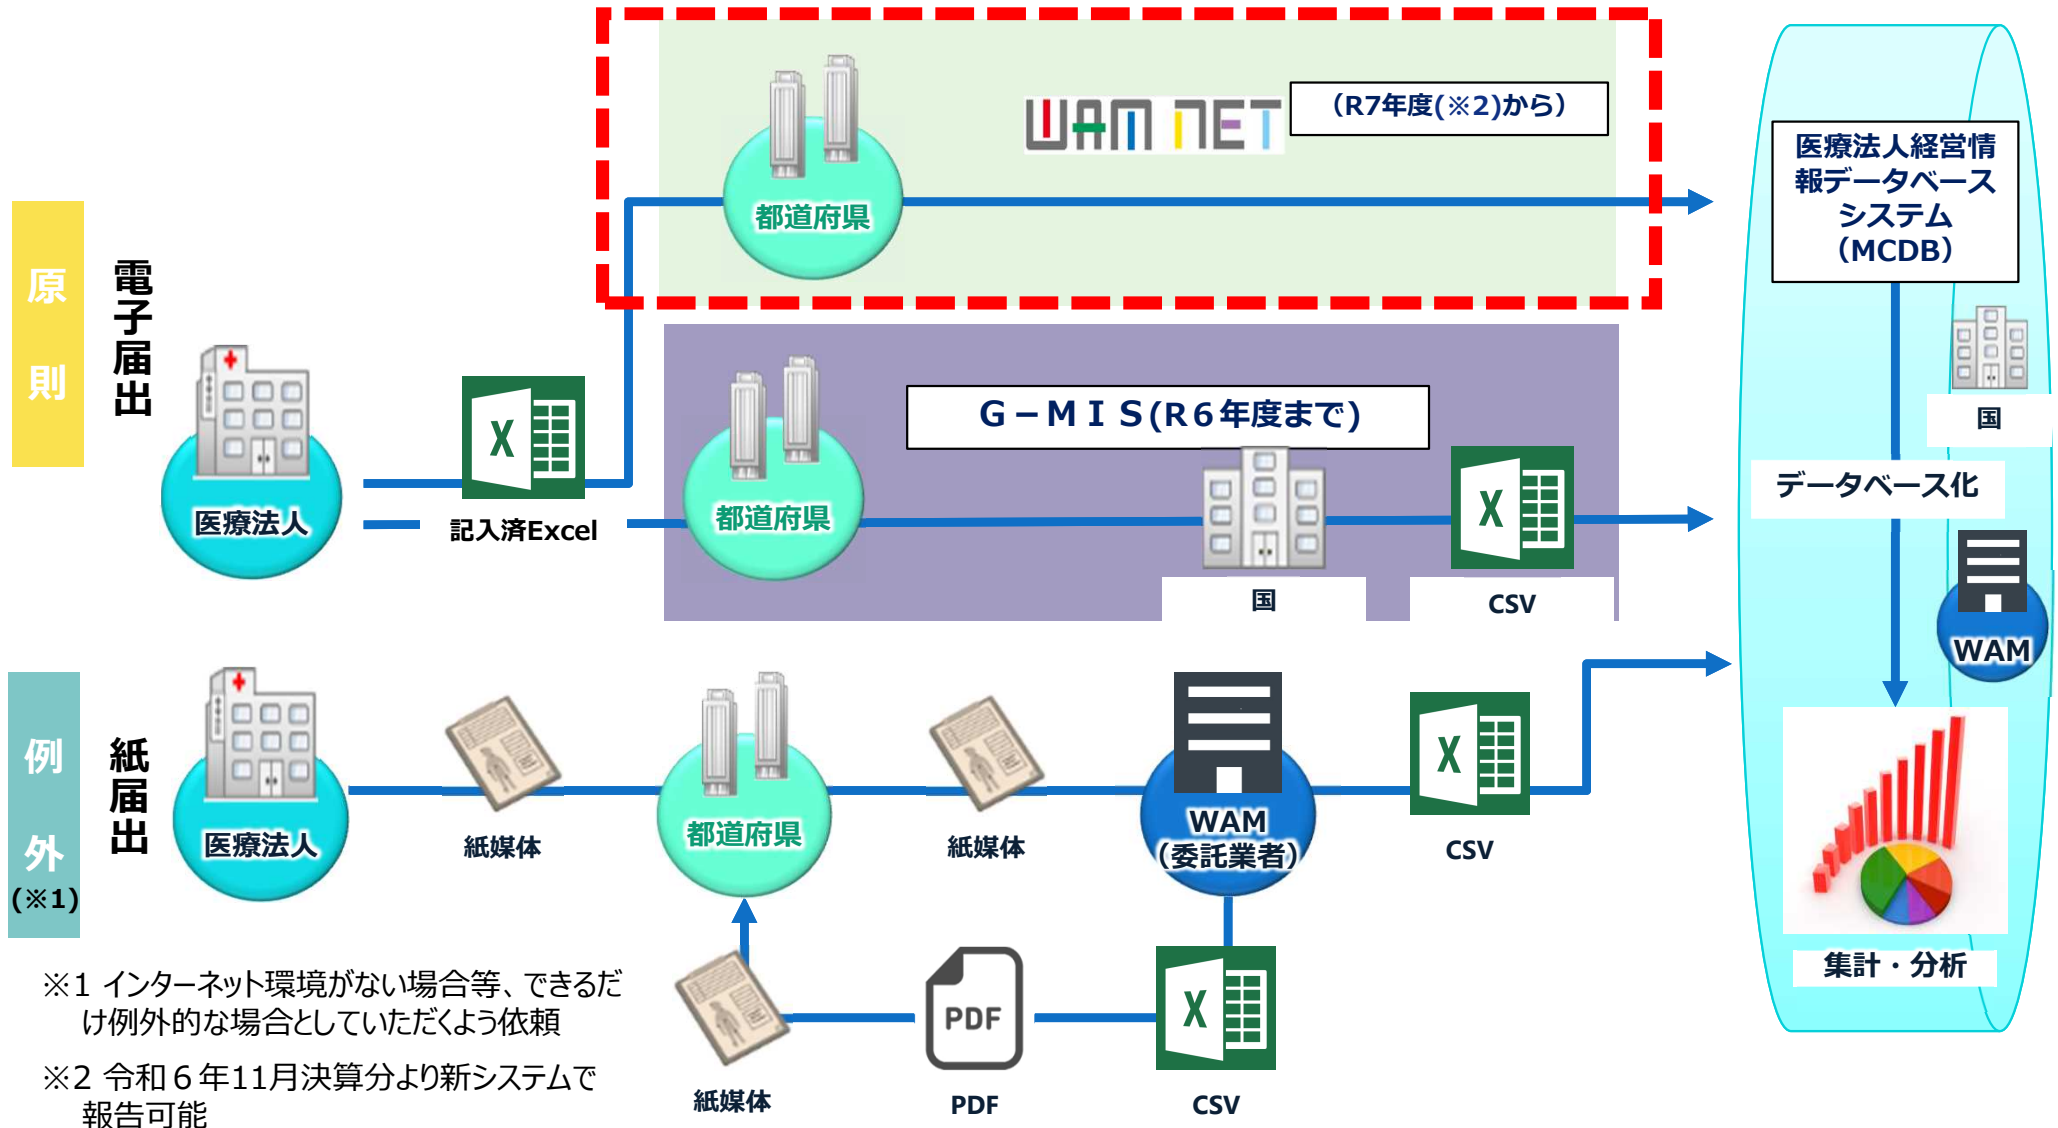 原則
電子届出
医療法人
記入済Excel
都道府県
WAM NET
(R7年度(※2)から)
都道府県
G－ＭＩＳ(R６年度まで)
国
CSV
医療法人経営情
報データベース
システム
（MCDB）
国
データベース化
WAM
集計・分析
例外
(※1)
紙届出
医療法人
紙媒体
都道府県
紙媒体
WAM
（委託業者）
CSV
紙媒体
PDF
PDF
CSV
※1 インターネット環境がない場合等、できるだ
け例外的な場合としていただくよう依頼
※2 令和６年11月決算分より新システムで
報告可能